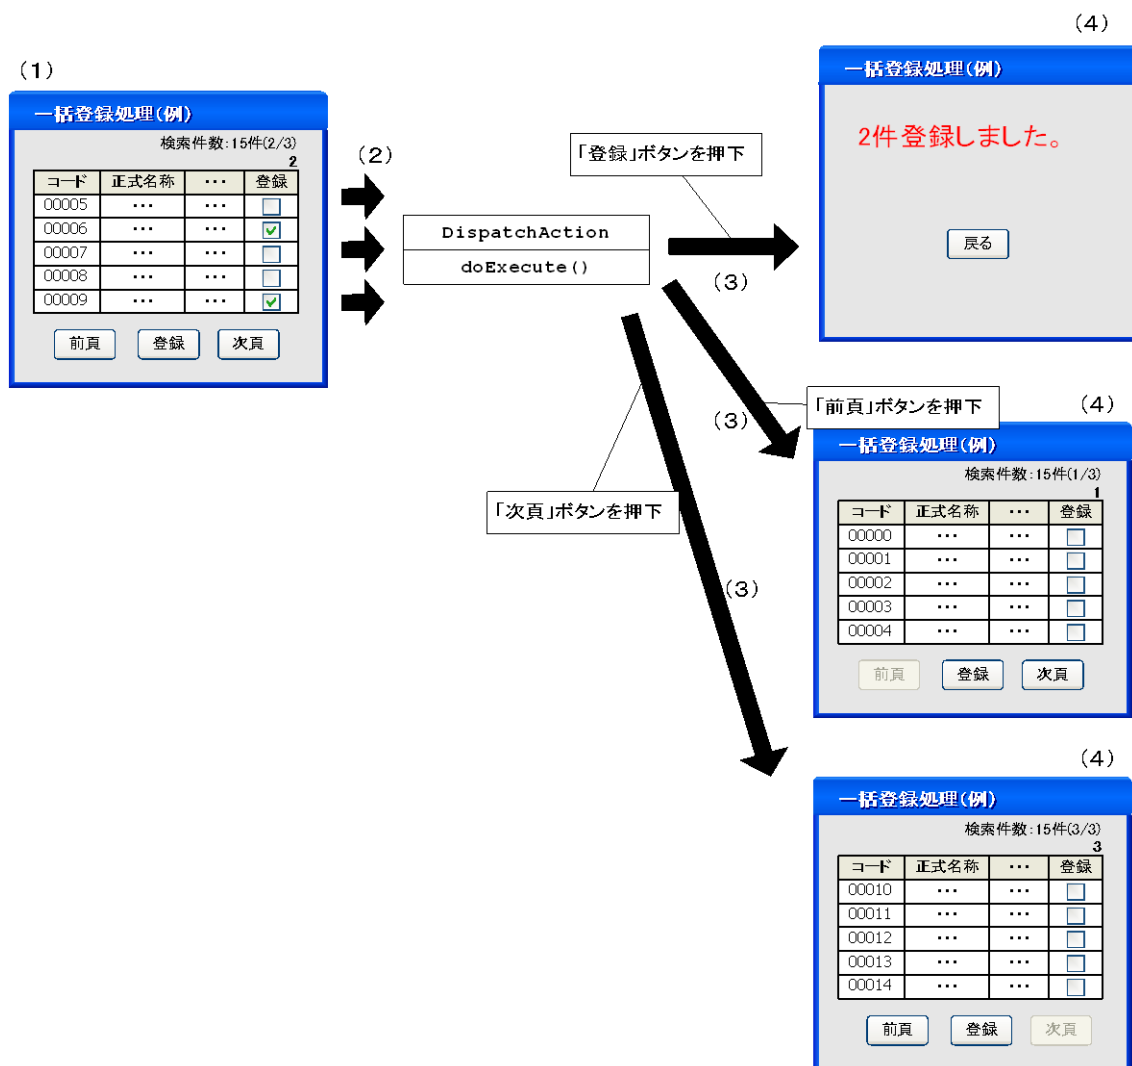 (1)
一括登録処理(例)
検索件数:15件(2/3)
2
コード 正式名称 ・・・ 登録
00005 ・・・ ・・・
00006 ・・・ ・・・
00007 ・・・ ・・・
00008 ・・・ ・・・
00009 ・・・ ・・・
前頁 登録 次頁
(2)
DispatchAction
doExecute()
「登録」ボタンを押下
(3)
(4)
一括登録処理(例)
2件登録しました。
戻る
「前頁」ボタンを押下
(3)
(4)
一括登録処理(例)
検索件数:15件(1/3)
1
コード 正式名称 ・・・ 登録
00000 ・・・ ・・・
00001 ・・・ ・・・
00002 ・・・ ・・・
00003 ・・・ ・・・
00004 ・・・ ・・・
前頁 登録 次頁
「次頁」ボタンを押下
(3)
(4)
一括登録処理(例)
検索件数:15件(3/3)
3
コード 正式名称 ・・・ 登録
00010 ・・・ ・・・
00011 ・・・ ・・・
00012 ・・・ ・・・
00013 ・・・ ・・・
00014 ・・・ ・・・
前頁 登録 次頁